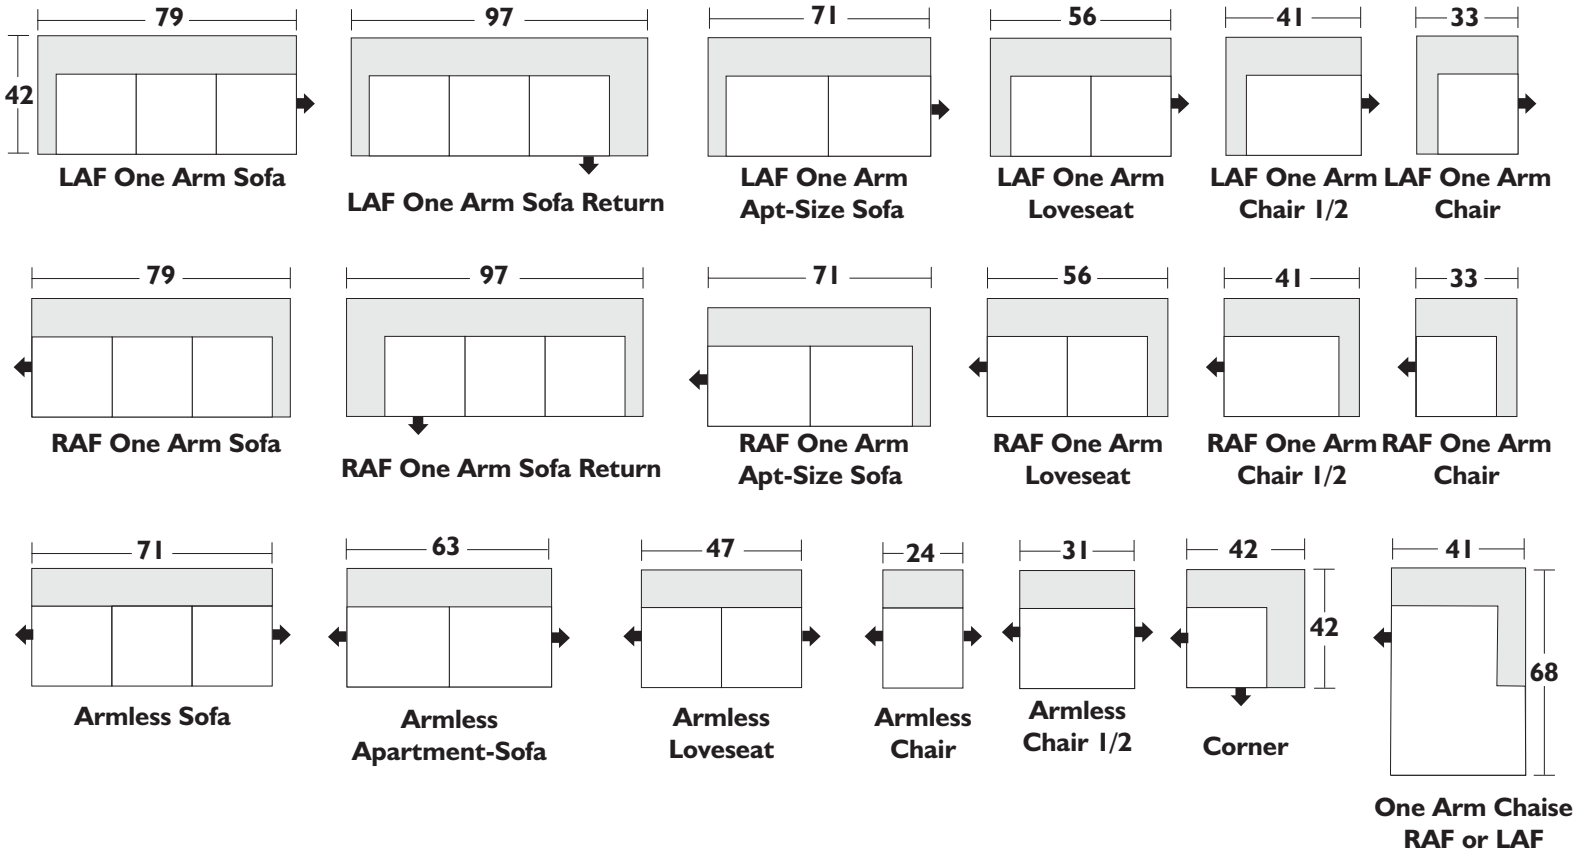 79
97
71
56
41
33
42
LAF One Arm Sofa
LAF One Arm Sofa Return
LAF One Arm
Apt-Size Sofa
LAF One Arm
Loveseat
LAF One Arm
Chair 1/2
LAF One Arm
Chair
79
97
71
56
41
33
RAF One Arm Sofa
RAF One Arm Sofa Return
RAF One Arm
Apt-Size Sofa
RAF One Arm
Loveseat
RAF One Arm
Chair 1/2
RAF One Arm
Chair
71
63
47
24
31
42
41
42
68
Armless Sofa
Armless
Apartment-Sofa
Armless
Loveseat
Armless
Chair
Armless
Chair 1/2
Corner
One Arm Chaise
RAF or LAF